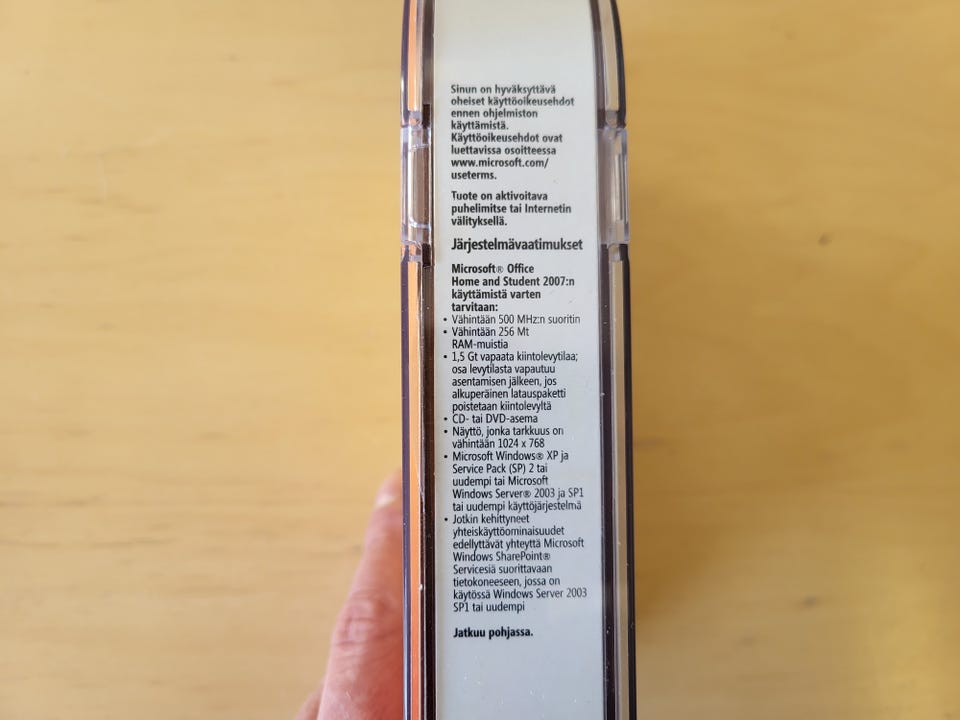 Sinun on hyväksyttävä
oheiset käyttöoikeusehdot
ennen ohjelmiston
käyttämistä.
Käyttöoikeusehdot ovat
luettavissa osoitteessa
www.microsoft.com/
useterms.
Tuote on aktivoitava
puhelimitse tai Internetin
välityksellä.
Järjestelmävaatimukset
Microsoft® Office
Home and Student 2007:n
käyttämistä varten
tarvitaan:
• Vähintään 500 MHz:n suoritin
• Vähintään 256 Mt
RAM-muistia
• 1,5 Gt vapaata kiintolevytilaa;
osa levytilasta vapautuu
asentamisen jälkeen, jos
alkuperäinen latauspaketti
poistetaan kiintolevyltä
• CD- tai DVD-asema
• Näyttö, jonka tarkkuus on
vähintään 1024 x 768
• Microsoft Windows® XP ja
Service Pack (SP) 2 tai
uudempi tai Microsoft
Windows Server® 2003 ja SP1
tai uudempi käyttöjärjestelmä
• Jotkin kehittyneet
yhteiskäyttöominaisuudet
edellyttävät yhteyttä Microsoft
Windows SharePoint®
Servicesiä suorittavaan
tietokoneeseen, jossa on
käytössä Windows Server 2003
SP1 tai uudempi
Jatkuu pohjassa.